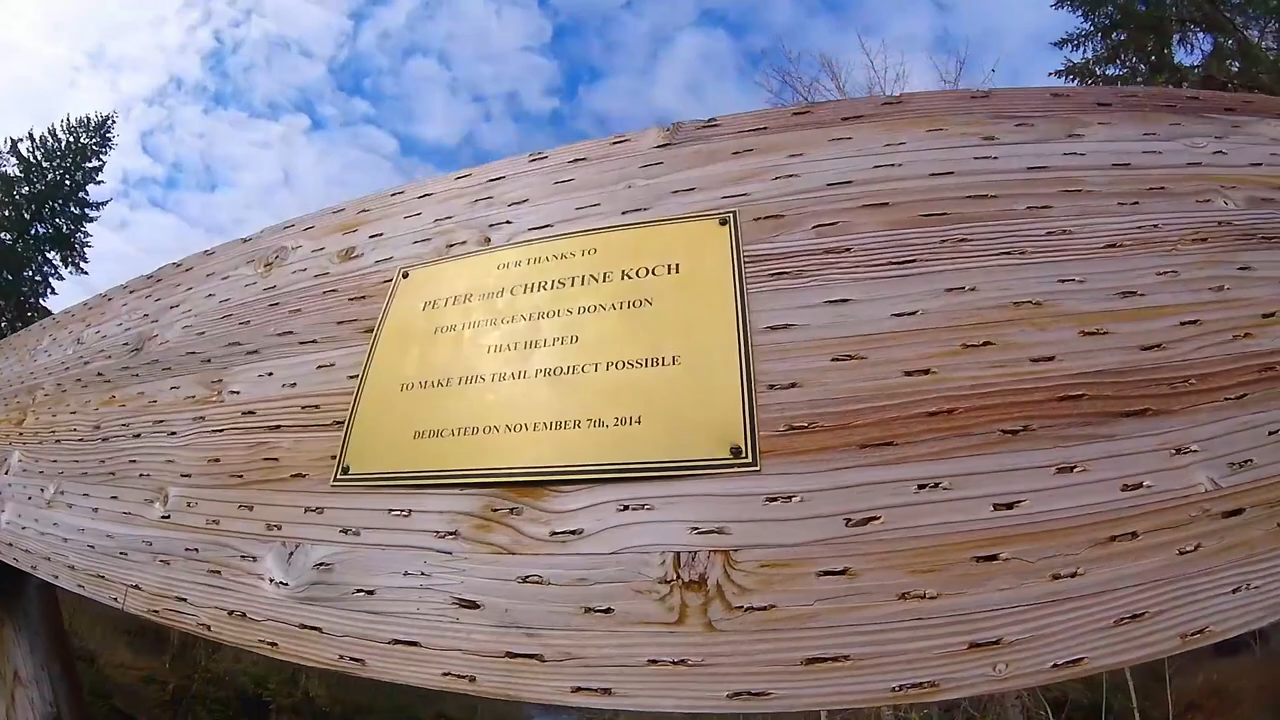 OUR THANKS TO
PETER and CHRISTINE KOCH
FOR THEIR GENEROUS DONATION
THAT HELPED
TO MAKE THIS TRAIL PROJECT POSSIBLE
DEDICATED ON NOVEMBER 7th, 2014